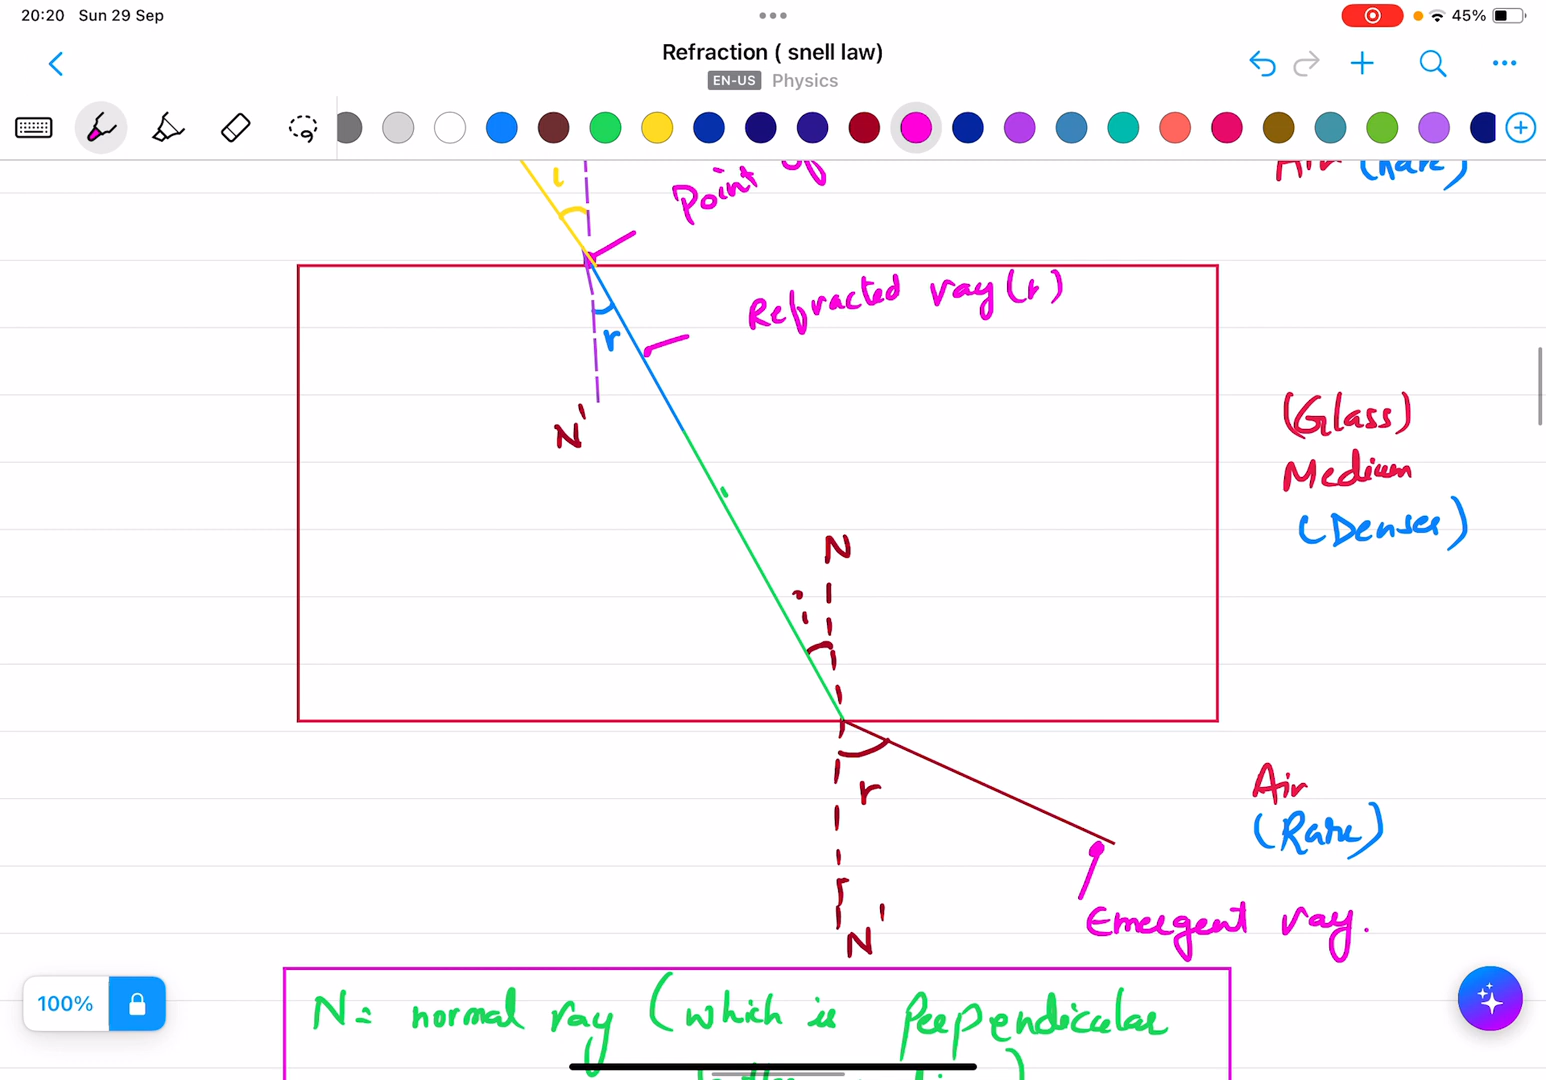 20:20 Sun 29 Sep
45%
Refraction ( snell law)
EN-US Physics
i
Point of
Air (Rare)
Refracted ray (r)
r
N'
(Glass)
Medium
(Denser)
N
i
r
Air
(Rare)
Emergent ray.
N'
100%
N = normal ray (which is perpendicular